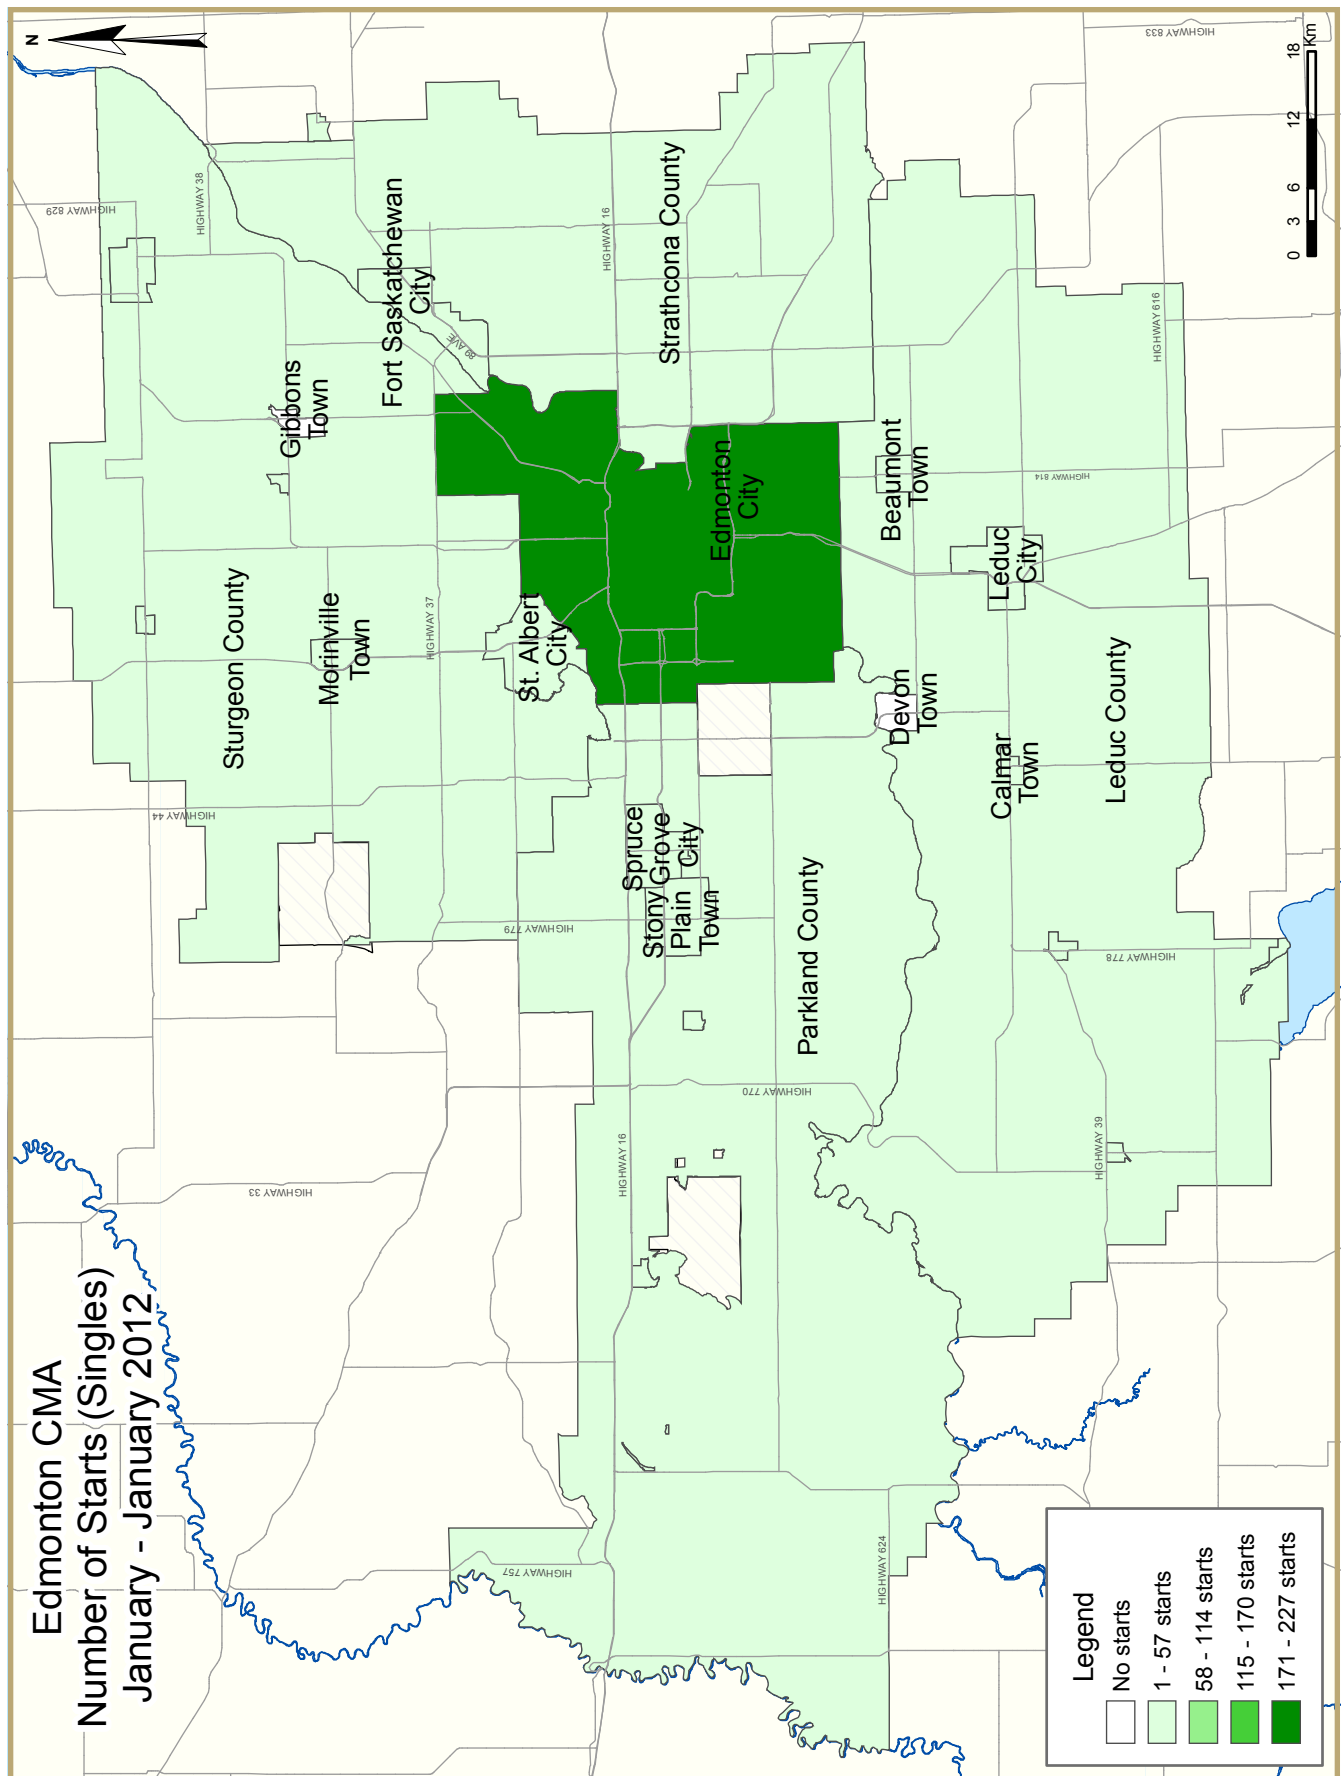 Edmonton CMA
Number of Starts (Singles)
January - January 2012
N
HIGHWAY 829
HIGHWAY 38
HIGHWAY 44
Sturgeon County
Gibbons
Town
Morinville
Town
Fort Saskatchewan
City
89 AVE
HIGHWAY 37
HIGHWAY 33
HIGHWAY 779
St. Albert
City
HIGHWAY 757
HIGHWAY 16
HIGHWAY 16
Strathcona County
Spruce
Grove
City
Stony
Plain
Town
Edmonton
City
HIGHWAY 770
Parkland County
Beaumont
Town
Devon
Town
HIGHWAY 624
HIGHWAY 814
Leduc
City
Calmar
Town
HIGHWAY 39
HIGHWAY 778
Leduc County
HIGHWAY 616
HIGHWAY 833
0 3 6 12 18
Km
Legend
No starts
1 - 57 starts
58 - 114 starts
115 - 170 starts
171 - 227 starts